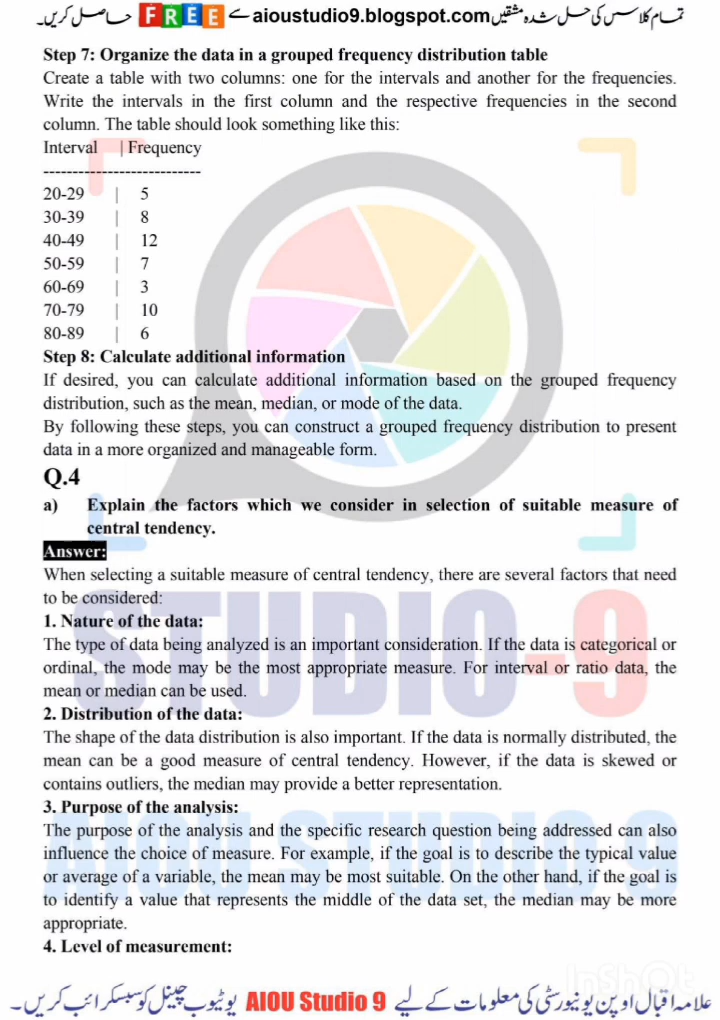 تمام کلاسس کی حل شدہ مشقیں aioustudio9.blogspot.com سے FREE حاصل کریں۔
Step 7: Organize the data in a grouped frequency distribution table
Create a table with two columns: one for the intervals and another for the frequencies.
Write the intervals in the first column and the respective frequencies in the second
column. The table should look something like this:
Interval | Frequency
---------------------------
20-29 | 5
30-39 | 8
40-49 | 12
50-59 | 7
60-69 | 3
70-79 | 10
80-89 | 6
Step 8: Calculate additional information
If desired, you can calculate additional information based on the grouped frequency
distribution, such as the mean, median, or mode of the data.
By following these steps, you can construct a grouped frequency distribution to present
data in a more organized and manageable form.
Q.4
a) Explain the factors which we consider in selection of suitable measure of
central tendency.
Answer:
When selecting a suitable measure of central tendency, there are several factors that need
to be considered:
1. Nature of the data:
The type of data being analyzed is an important consideration. If the data is categorical or
ordinal, the mode may be the most appropriate measure. For interval or ratio data, the
mean or median can be used.
2. Distribution of the data:
The shape of the data distribution is also important. If the data is normally distributed, the
mean can be a good measure of central tendency. However, if the data is skewed or
contains outliers, the median may provide a better representation.
3. Purpose of the analysis:
The purpose of the analysis and the specific research question being addressed can also
influence the choice of measure. For example, if the goal is to describe the typical value
or average of a variable, the mean may be most suitable. On the other hand, if the goal is
to identify a value that represents the middle of the data set, the median may be more
appropriate.
4. Level of measurement:
STUDIO-9
AIOU STUDIO 9
InShOt
علامہ اقبال اوپن یونیورسٹی کی معلومات کے لیے AIOU Studio 9 یوٹیوب چینل کو سبسکرائب کریں۔